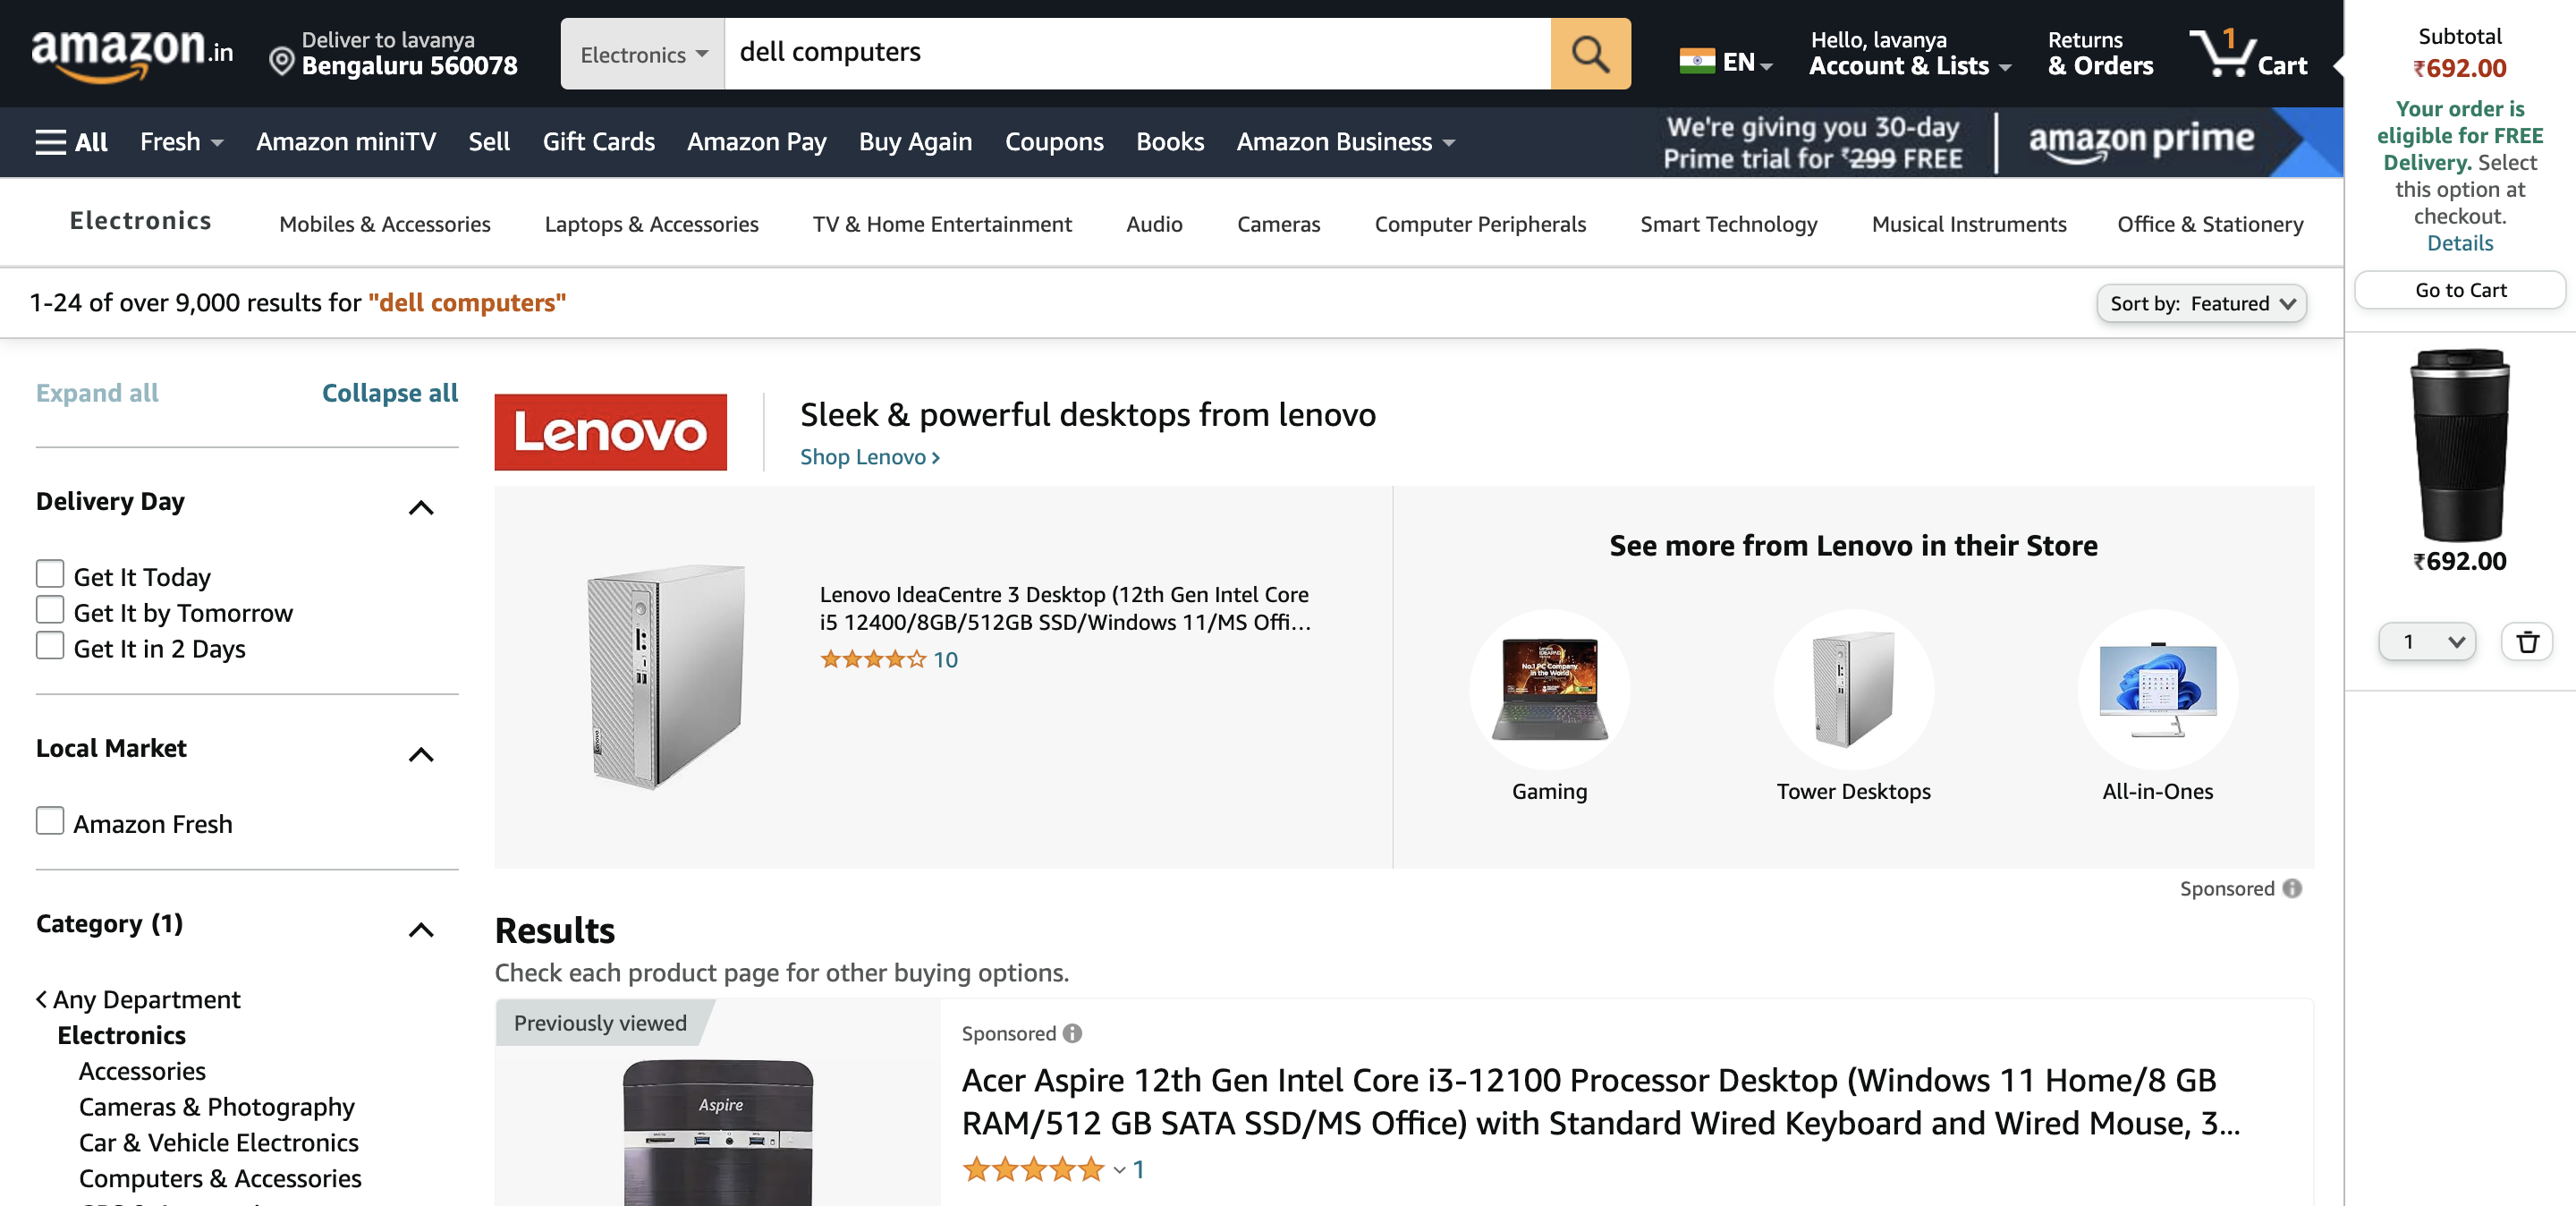 amazon.in
Deliver to lavanya
Bengaluru 560078
Electronics
dell computers
EN
Hello, lavanya
Account & Lists
Returns
& Orders
1
Cart
All
Fresh
Amazon miniTV
Sell
Gift Cards
Amazon Pay
Buy Again
Coupons
Books
Amazon Business
We're giving you 30-day
Prime trial for ₹299 FREE
amazon prime
Electronics
Mobiles & Accessories
Laptops & Accessories
TV & Home Entertainment
Audio
Cameras
Computer Peripherals
Smart Technology
Musical Instruments
Office & Stationery
1-24 of over 9,000 results for "dell computers"
Sort by: Featured
Expand all
Collapse all
Delivery Day
Get It Today
Get It by Tomorrow
Get It in 2 Days
Local Market
Amazon Fresh
Category (1)
< Any Department
Electronics
Accessories
Cameras & Photography
Car & Vehicle Electronics
Computers & Accessories
Lenovo
Sleek & powerful desktops from lenovo
Shop Lenovo ›
Lenovo IdeaCentre 3 Desktop (12th Gen Intel Core
i5 12400/8GB/512GB SSD/Windows 11/MS Offi...
10
See more from Lenovo in their Store
No.1 PC Company
in the World
Gaming
Tower Desktops
All-in-Ones
Sponsored
Results
Check each product page for other buying options.
Previously viewed
Aspire
Sponsored
Acer Aspire 12th Gen Intel Core i3-12100 Processor Desktop (Windows 11 Home/8 GB
RAM/512 GB SATA SSD/MS Office) with Standard Wired Keyboard and Wired Mouse, 3...
1
Subtotal
₹692.00
Your order is
eligible for FREE
Delivery. Select
this option at
checkout.
Details
Go to Cart
₹692.00
1